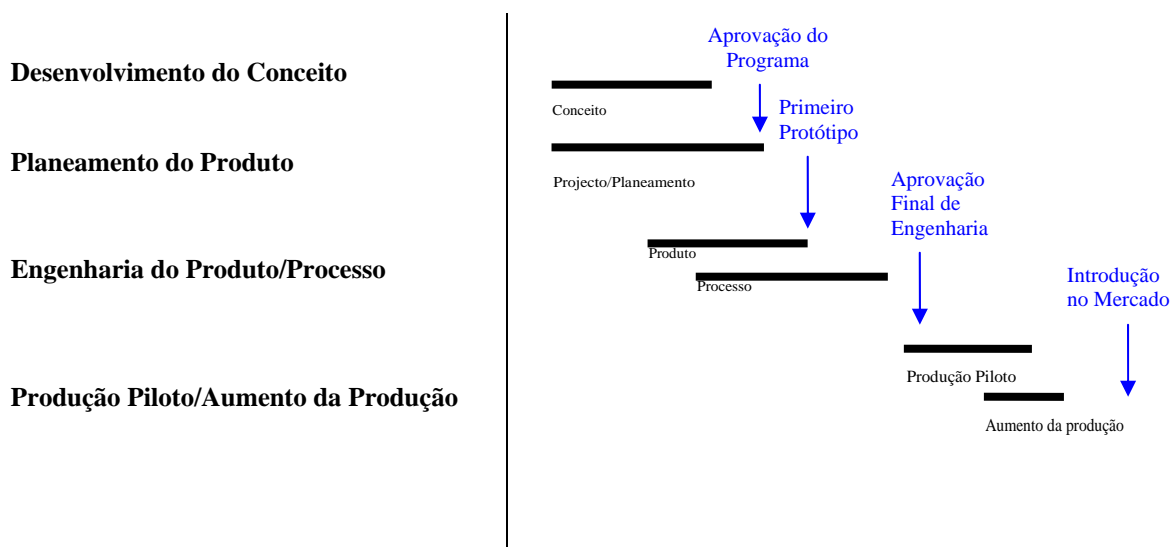 Aprovação do
Programa
Desenvolvimento do Conceito
Conceito
Primeiro
Protótipo
Planeamento do Produto
Projecto/Planeamento
Aprovação
Final de
Engenharia
Engenharia do Produto/Processo
Produto
Processo
Introdução
no Mercado
Produção Piloto
Produção Piloto/Aumento da Produção
Aumento da produção